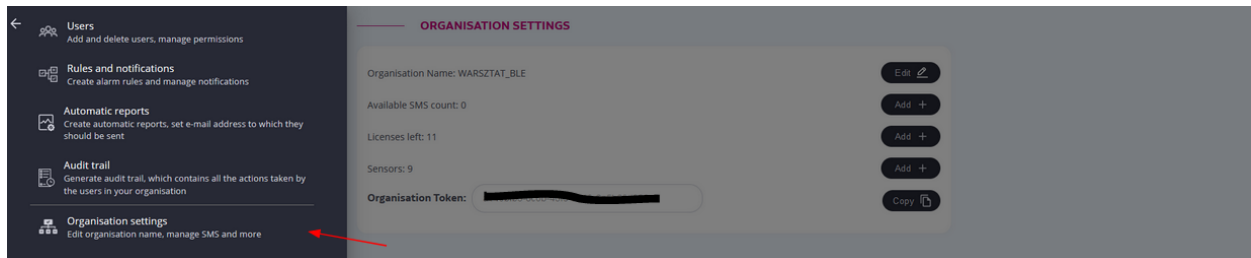 Users
Add and delete users, manage permissions
Rules and notifications
Create alarm rules and manage notifications
Automatic reports
Create automatic reports, set e-mail address to which they
should be sent
Audit trail
Generate audit trail, which contains all the actions taken by
the users in your organisation
Organisation settings
Edit organisation name, manage SMS and more
ORGANISATION SETTINGS
Organisation Name: WARSZTAT_BLE
Edit
Available SMS count: 0
Add +
Licenses left: 11
Add +
Sensors: 9
Add +
Organisation Token:
Copy